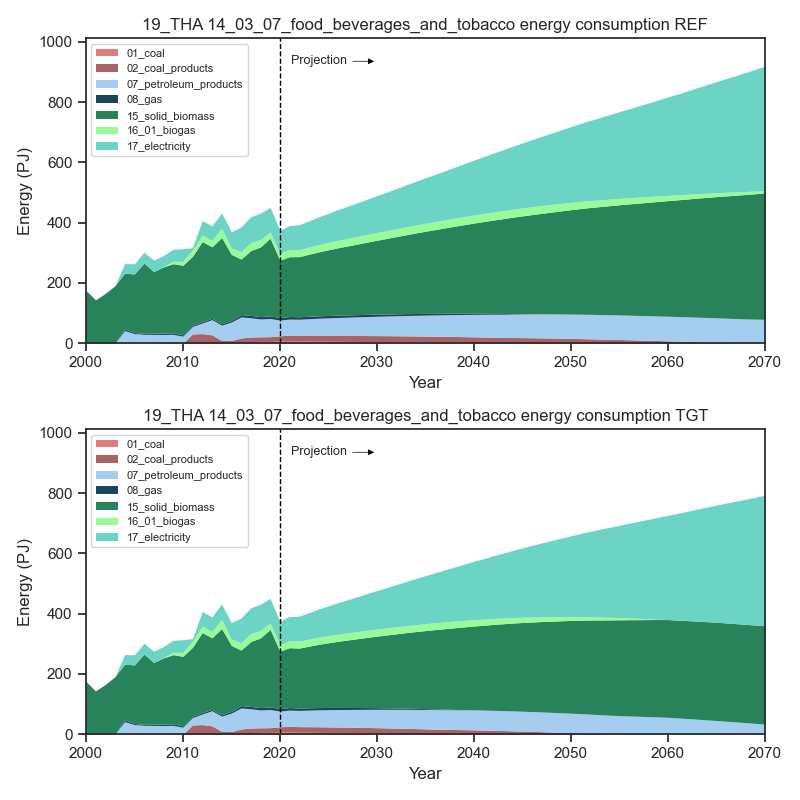 19_THA 14_03_07_food_beverages_and_tobacco energy consumption REF
1000
800
600
400
200
0
Energy (PJ)
01_coal
02_coal_products
07_petroleum_products
08_gas
15_solid_biomass
16_01_biogas
17_electricity
Projection
2000 2010 2020 2030 2040 2050 2060 2070
Year
19_THA 14_03_07_food_beverages_and_tobacco energy consumption TGT
1000
800
600
400
200
0
Energy (PJ)
01_coal
02_coal_products
07_petroleum_products
08_gas
15_solid_biomass
16_01_biogas
17_electricity
Projection
2000 2010 2020 2030 2040 2050 2060 2070
Year